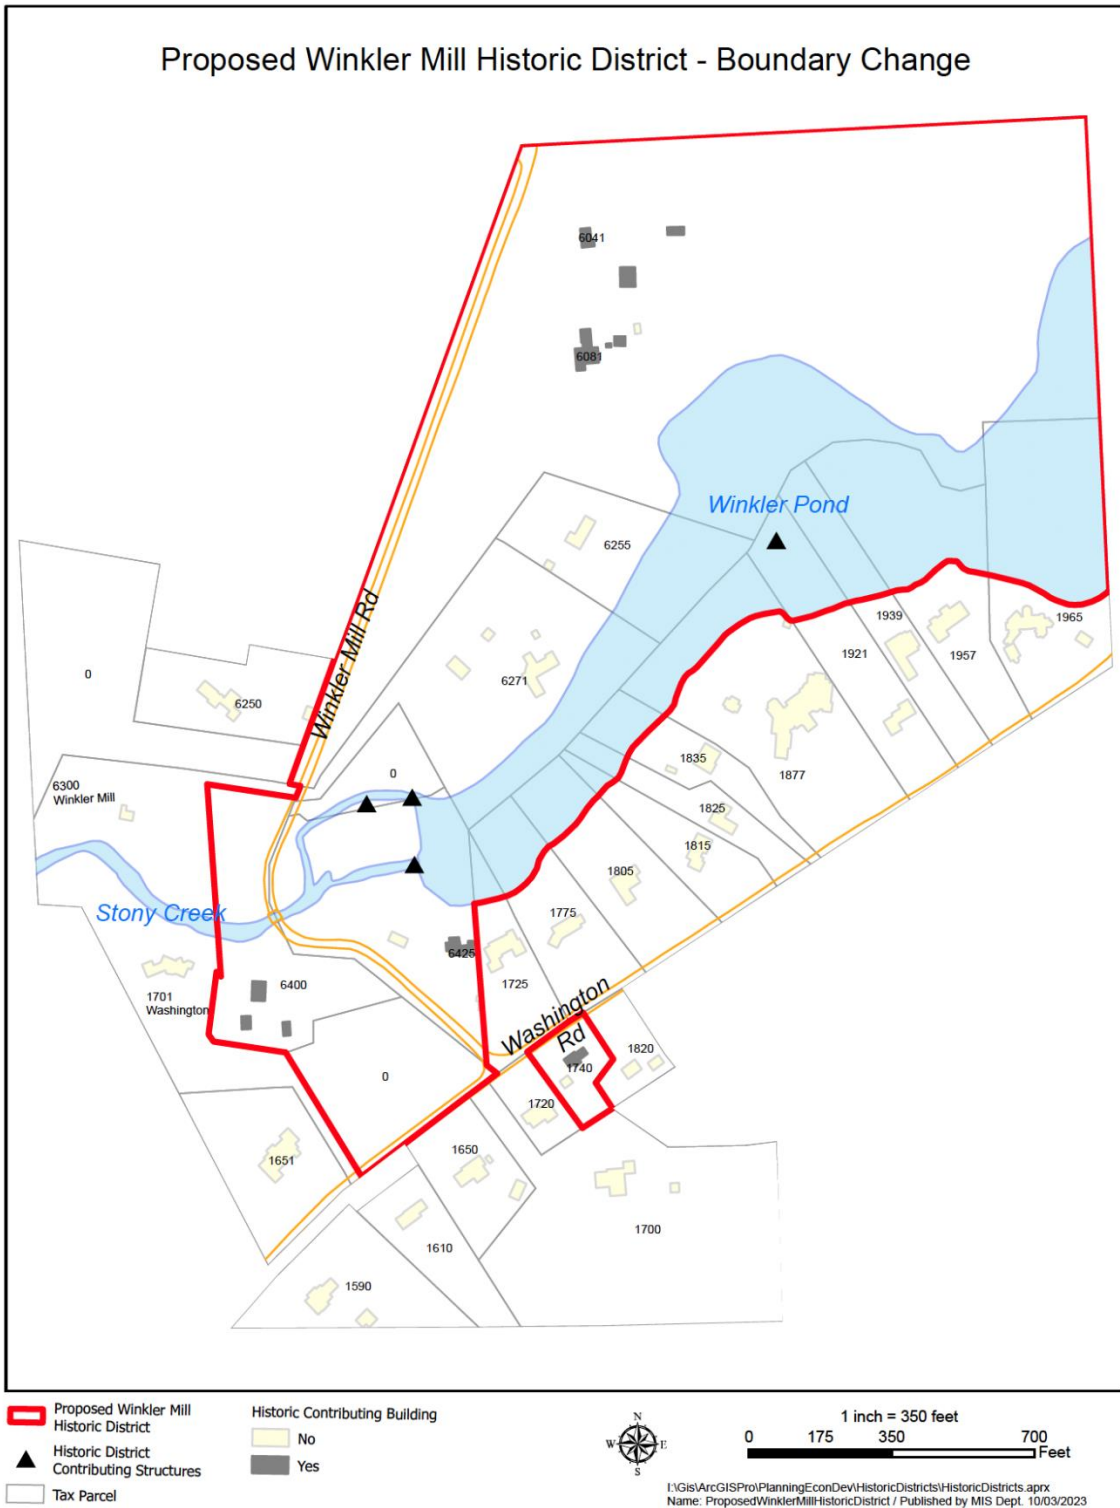 Proposed Winkler Mill Historic District - Boundary Change
6041
6081
Winkler Pond
6255
Winkler Mill Rd
0
6250
6271
1939
1921
1957
1965
1835
1877
6300
Winkler Mill
0
1825
1815
1805
Stony Creek
1775
6425
1725
1701
Washington
6400
Washington
Rd
1740
1820
1720
0
1651
1650
1700
1610
1590
Proposed Winkler Mill
Historic District
Historic District
Contributing Structures
Tax Parcel
Historic Contributing Building
No
Yes
N
W
E
S
1 inch = 350 feet
0 175 350 700
Feet
I:\Gis\ArcGISPro\PlanningEconDev\HistoricDistricts\HistoricDistricts.aprx
Name: ProposedWinklerMillHistoricDistrict / Published by MIS Dept. 10/03/2023